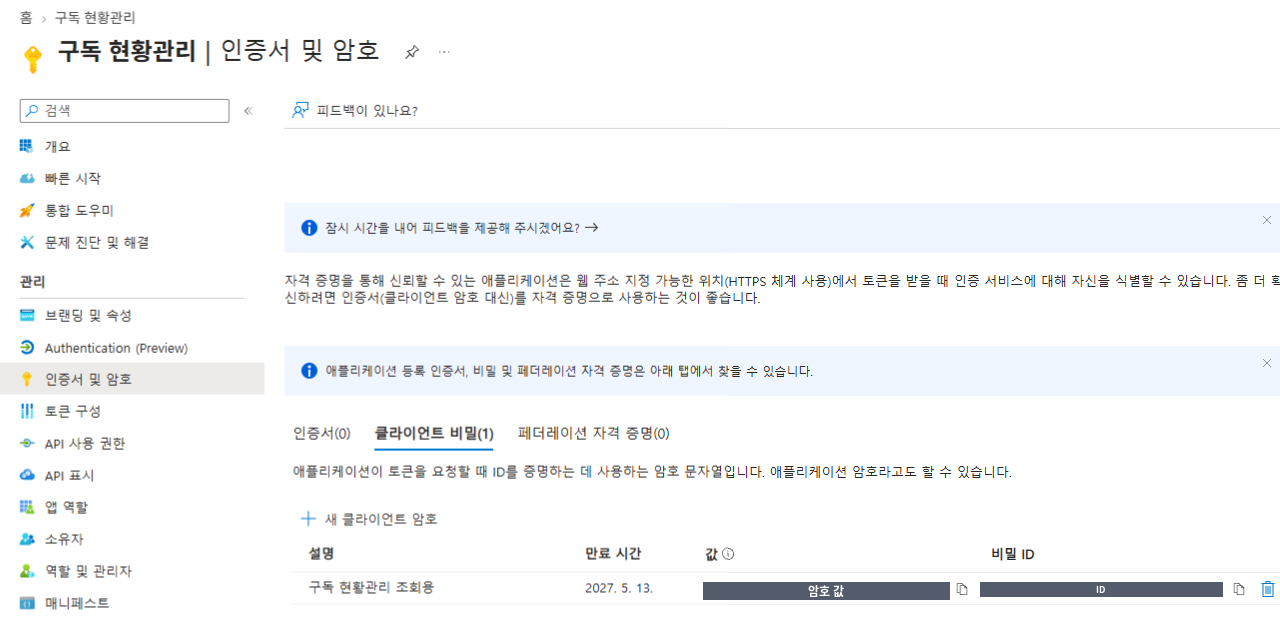 홈 > 구독 현황관리
구독 현황관리 | 인증서 및 암호
검색
피드백이 있나요?
개요
빠른 시작
통합 도우미
문제 진단 및 해결
관리
브랜딩 및 속성
Authentication (Preview)
인증서 및 암호
토큰 구성
API 사용 권한
API 표시
앱 역할
소유자
역할 및 관리자
매니페스트
잠시 시간을 내어 피드백을 제공해 주시겠어요? →
자격 증명을 통해 신뢰할 수 있는 애플리케이션은 웹 주소 지정 가능한 위치(HTTPS 체계 사용)에서 토큰을 받을 때 인증 서비스에 대해 자신을 식별할 수 있습니다. 좀 더 확
신하려면 인증서(클라이언트 암호 대신)를 자격 증명으로 사용하는 것이 좋습니다.
애플리케이션 등록 인증서, 비밀 및 페더레이션 자격 증명은 아래 탭에서 찾을 수 있습니다.
인증서(0) 클라이언트 비밀(1) 페더레이션 자격 증명(0)
애플리케이션이 토큰을 요청할 때 ID를 증명하는 데 사용하는 암호 문자열입니다. 애플리케이션 암호라고도 할 수 있습니다.
새 클라이언트 암호
설명 만료 시간 값 비밀 ID
구독 현황관리 조회용 2027. 5. 13. 암호 값 ID